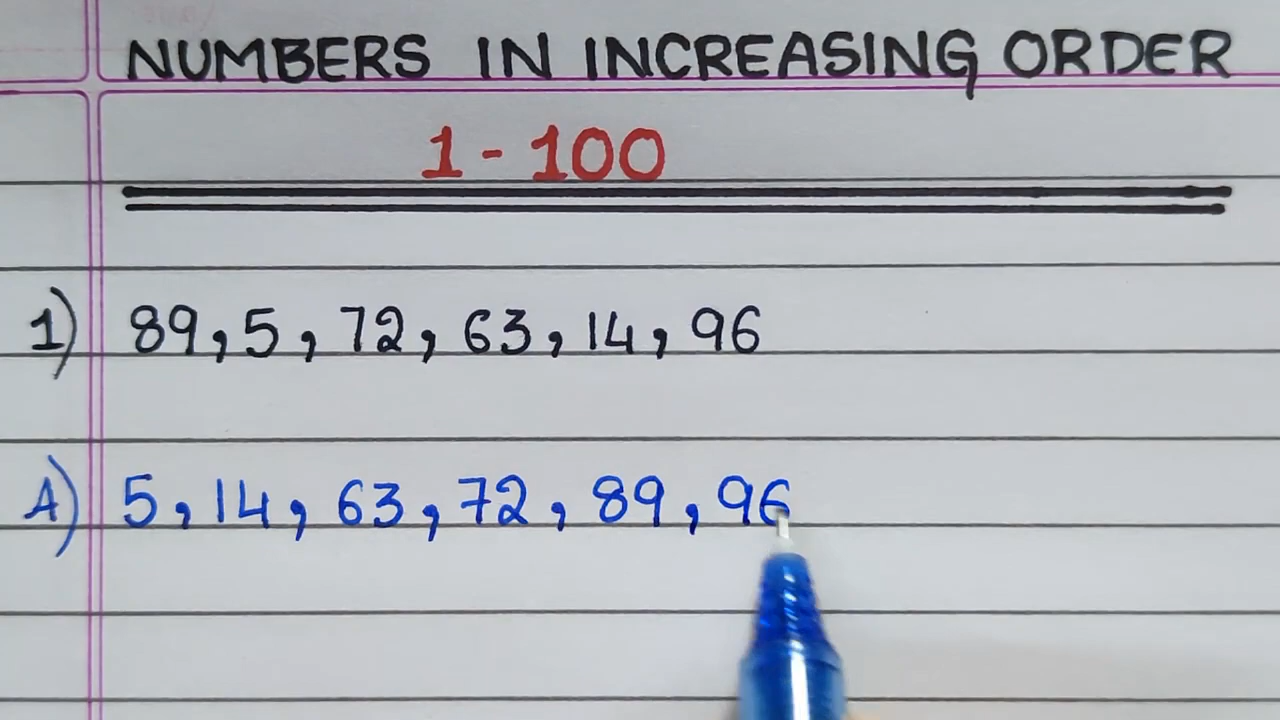 NUMBERS IN INCREASING ORDER
1 - 100
1) 89, 5, 72, 63, 14, 96
A) 5, 14, 63, 72, 89, 96